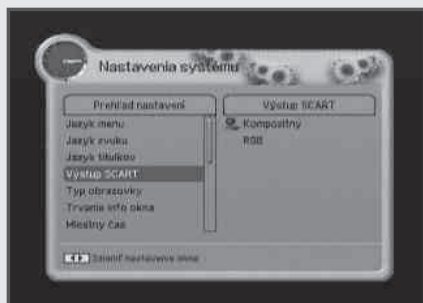 Nastavenia systému
Prehľad nastavení
Jazyk menu
Jazyk zvuku
Jazyk titulkov
Výstup SCART
Typ obrazovky
Trvanie info okna
Miestny čas
Výstup SCART
Kompozitný
RGB
Zmeniť nastavenie okna